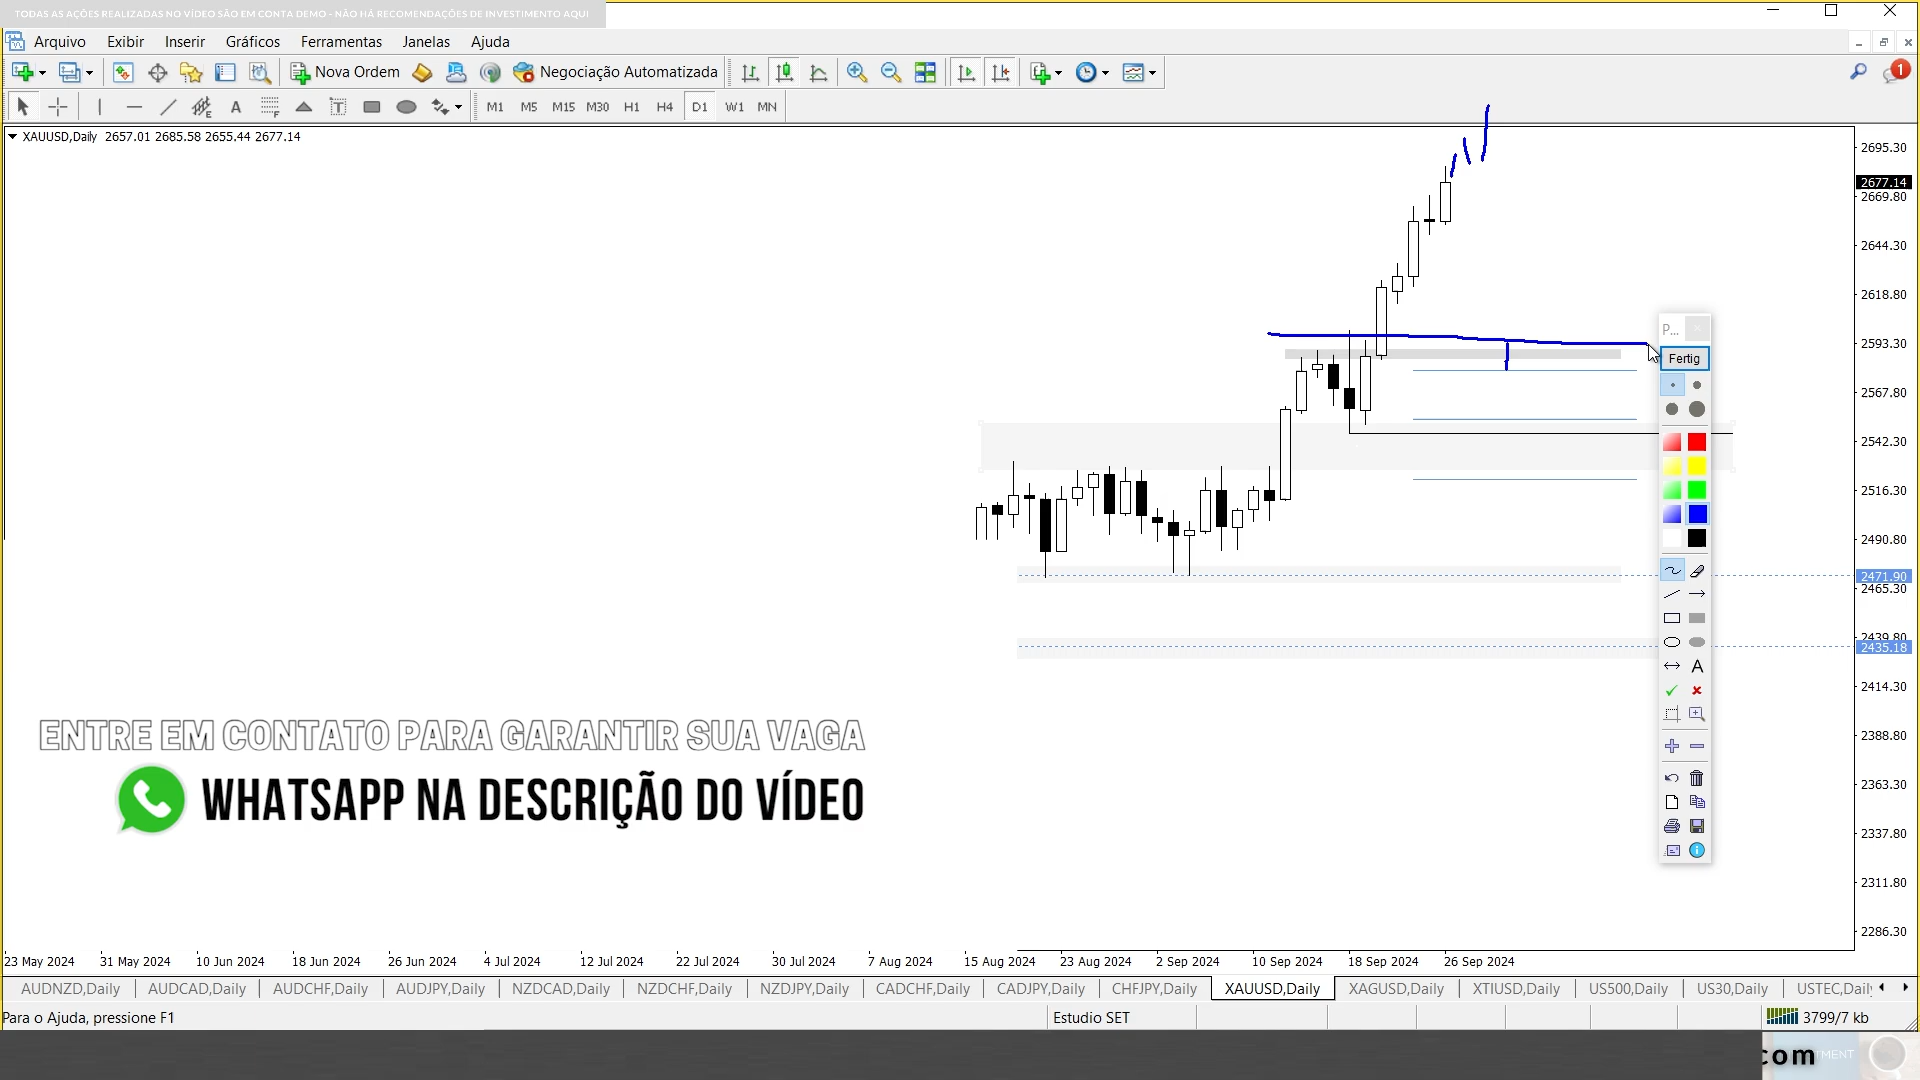 TODAS AS AÇÕES REALIZADAS NO VÍDEO SÃO EM CONTA DEMO - NÃO HÁ RECOMENDAÇÕES DE INVESTIMENTO AQUI
Arquivo Exibir Inserir Gráficos Ferramentas Janelas Ajuda
Nova Ordem Negociação Automatizada 1
A T M1 M5 M15 M30 H1 H4 D1 W1 MN
XAUUSD,Daily 2657.01 2685.58 2655.44 2677.14
2695.30
2677.14
2669.80
2644.30
2618.80
2593.30
2567.80
2542.30
2516.30
2490.80
2471.90
2465.30
2439.80
2435.18
2414.30
2388.80
2363.30
2337.80
2311.80
2286.30
P...
Fertig
A
ENTRE EM CONTATO PARA GARANTIR SUA VAGA
WHATSAPP NA DESCRIÇÃO DO VÍDEO
23 May 2024 31 May 2024 10 Jun 2024 18 Jun 2024 26 Jun 2024 4 Jul 2024 12 Jul 2024 22 Jul 2024 30 Jul 2024 7 Aug 2024 15 Aug 2024 23 Aug 2024 2 Sep 2024 10 Sep 2024 18 Sep 2024 26 Sep 2024
AUDNZD,Daily AUDCAD,Daily AUDCHF,Daily AUDJPY,Daily NZDCAD,Daily NZDCHF,Daily NZDJPY,Daily CADCHF,Daily CADJPY,Daily CHFJPY,Daily XAUUSD,Daily XAGUSD,Daily XTIUSD,Daily US500,Daily US30,Daily USTEC,Daily
Para o Ajuda, pressione F1 Estudio SET 3799/7 kb
com
MENT